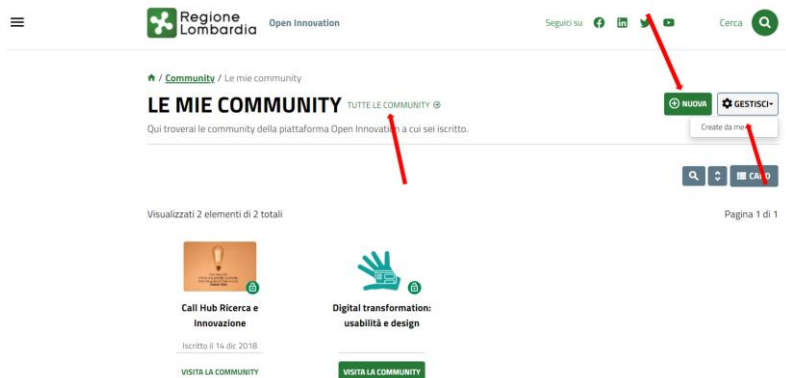 Regione
Lombardia
Open Innovation
Seguici su
Cerca
/ Community / Le mie community
LE MIE COMMUNITY TUTTE LE COMMUNITY
NUOVA
GESTISCI
Create da me
Qui troverai le community della piattaforma Open Innovation a cui sei iscritto.
Visualizzati 2 elementi di 2 totali
Pagina 1 di 1
Call Hub Ricerca e
Innovazione
Iscritto il 14 dic 2018
VISITA LA COMMUNITY
Digital transformation:
usabilità e design
VISITA LA COMMUNITY